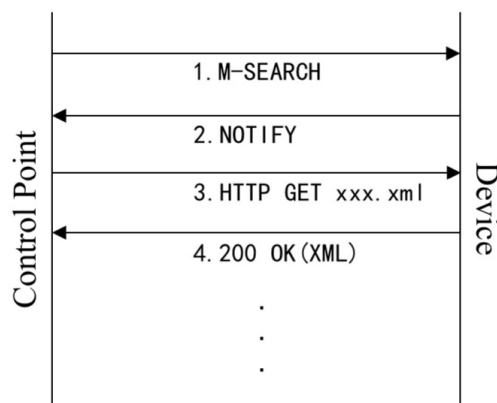 Control Point
1.M-SEARCH
2.NOTIFY
3.HTTP GET xxx.xml
4.200 OK(XML)
.
.
.
Device